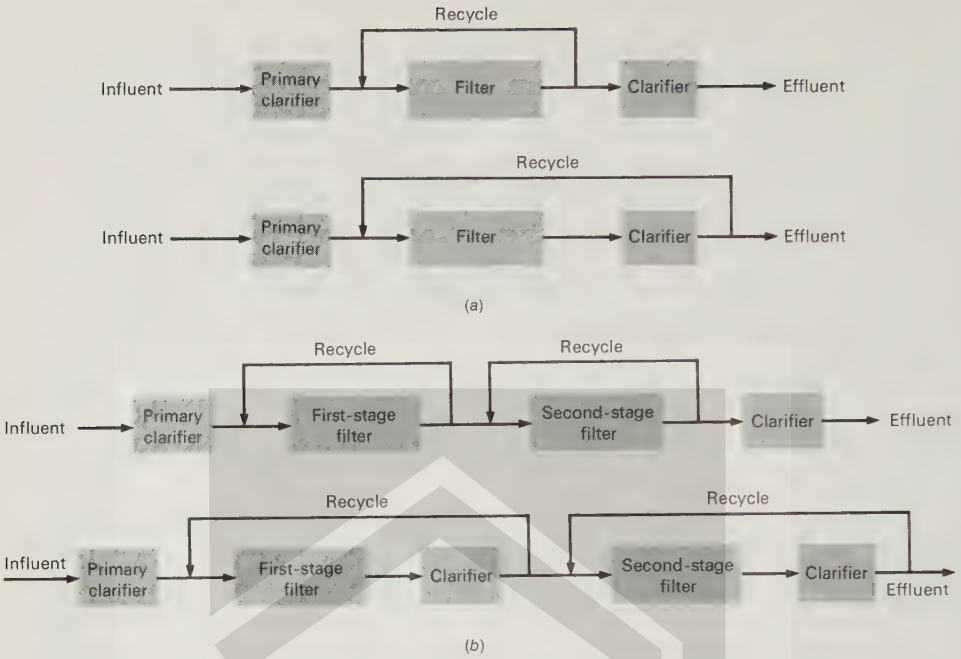 Recycle
Influent
Primary
clarifier
Filter
Clarifier
Effluent
Recycle
Influent
Primary
clarifier
Filter
Clarifier
Effluent
(a)
Recycle
Recycle
Influent
Primary
clarifier
First-stage
filter
Second-stage
filter
Clarifier
Effluent
Recycle
Recycle
Influent
Primary
clarifier
First-stage
filter
Clarifier
Second-stage
filter
Clarifier
Effluent
(b)